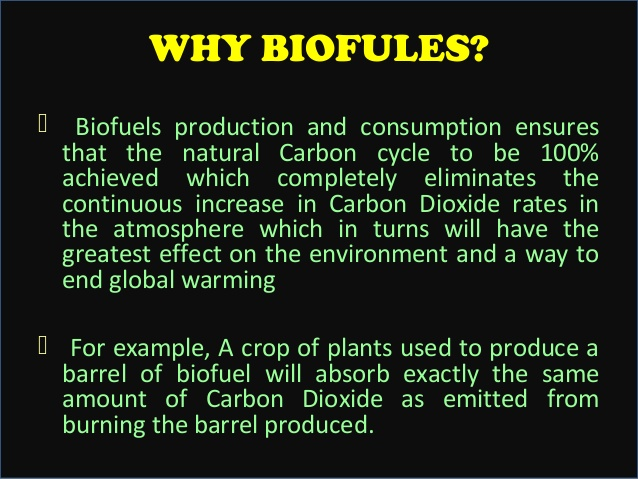 WHY BIOFULES?
Biofuels production and consumption ensures
that the natural Carbon cycle to be 100%
achieved which completely eliminates the
continuous increase in Carbon Dioxide rates in
the atmosphere which in turns will have the
greatest effect on the environment and a way to
end global warming
For example, A crop of plants used to produce a
barrel of biofuel will absorb exactly the same
amount of Carbon Dioxide as emitted from
burning the barrel produced.